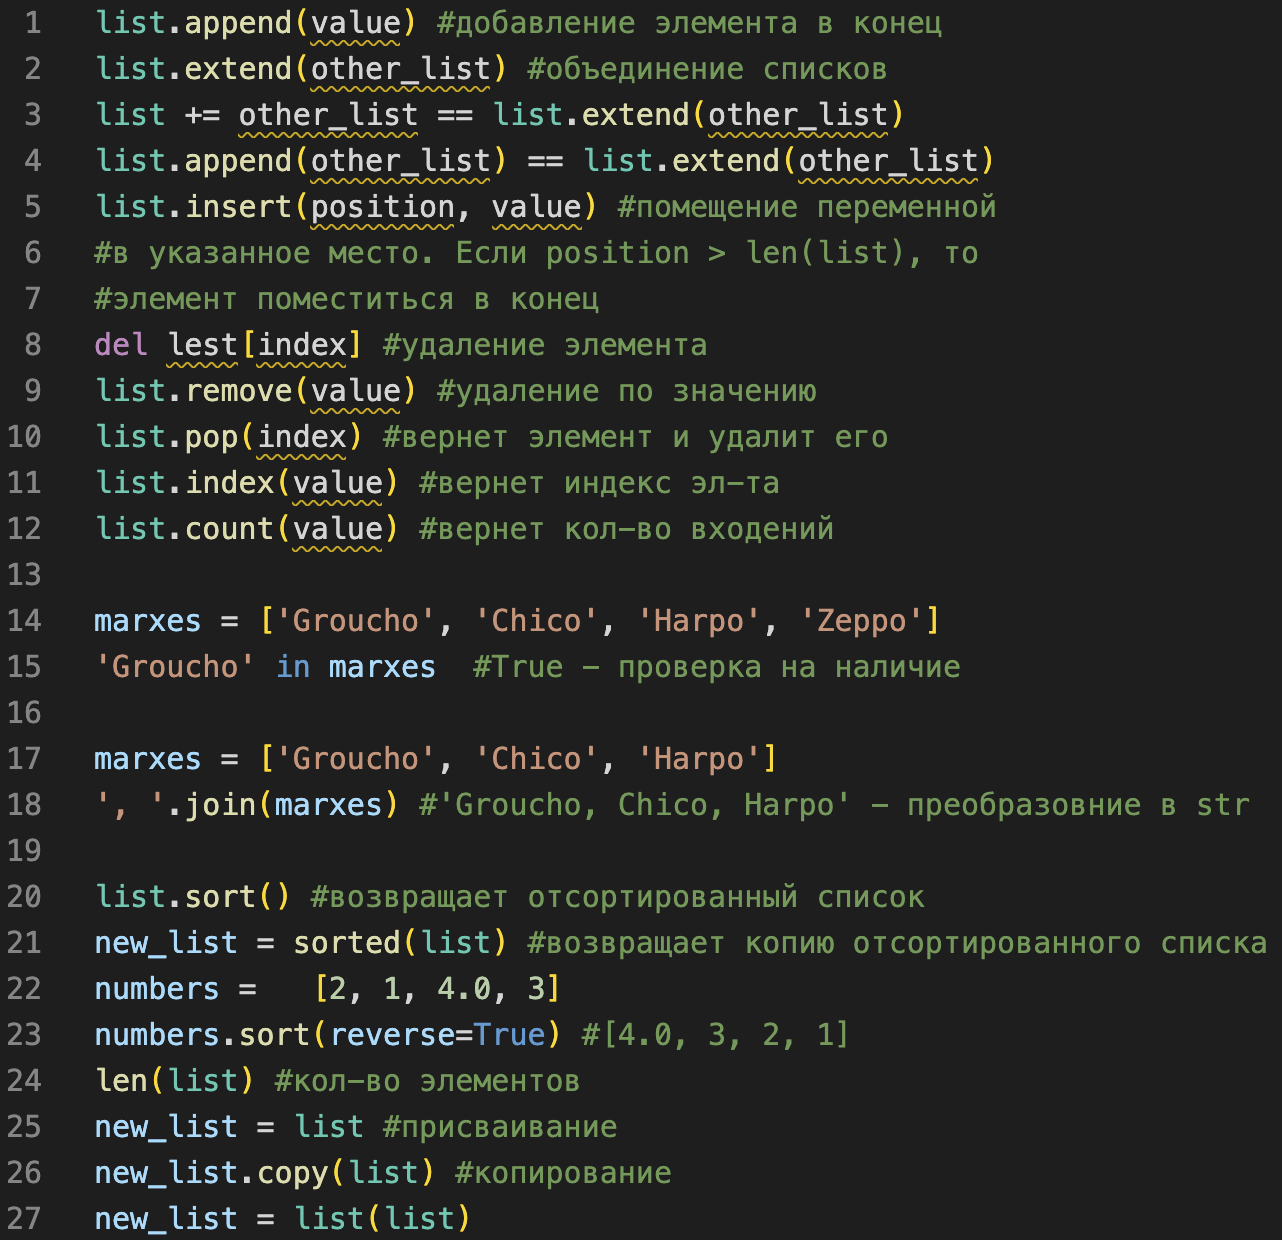 1 list.append(value) #добавление элемента в конец
2 list.extend(other_list) #объединение списков
3 list += other_list == list.extend(other_list)
4 list.append(other_list) == list.extend(other_list)
5 list.insert(position, value) #помещение переменной
6 #в указанное место. Если position > len(list), то
7 #элемент поместиться в конец
8 del lest[index] #удаление элемента
9 list.remove(value) #удаление по значению
10 list.pop(index) #вернет элемент и удалит его
11 list.index(value) #вернет индекс эл-та
12 list.count(value) #вернет кол-во входений
13
14 marxes = ['Groucho', 'Chico', 'Harpo', 'Zeppo']
15 'Groucho' in marxes  #True - проверка на наличие
16
17 marxes = ['Groucho', 'Chico', 'Harpo']
18 ', '.join(marxes) #'Groucho, Chico, Harpo' - преобразовние в str
19
20 list.sort() #возвращает отсортированный список
21 new_list = sorted(list) #возвращает копию отсортированного списка
22 numbers =   [2, 1, 4.0, 3]
23 numbers.sort(reverse=True) #[4.0, 3, 2, 1]
24 len(list) #кол-во элементов
25 new_list = list #присваивание
26 new_list.copy(list) #копирование
27 new_list = list(list)